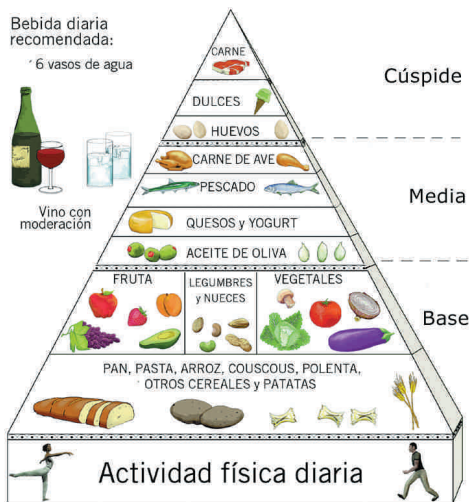 Bebida diaria
recomendada:
´ 6 vasos de agua
Vino con
moderación
CARNE
DULCES
HUEVOS
Cúspide
CARNE DE AVE
PESCADO
QUESOS y YOGURT
ACEITE DE OLIVA
Media
FRUTA
LEGUMBRES
y NUECES
VEGETALES
Base
PAN, PASTA, ARROZ, COUSCOUS, POLENTA,
OTROS CEREALES y PATATAS
Actividad física diaria